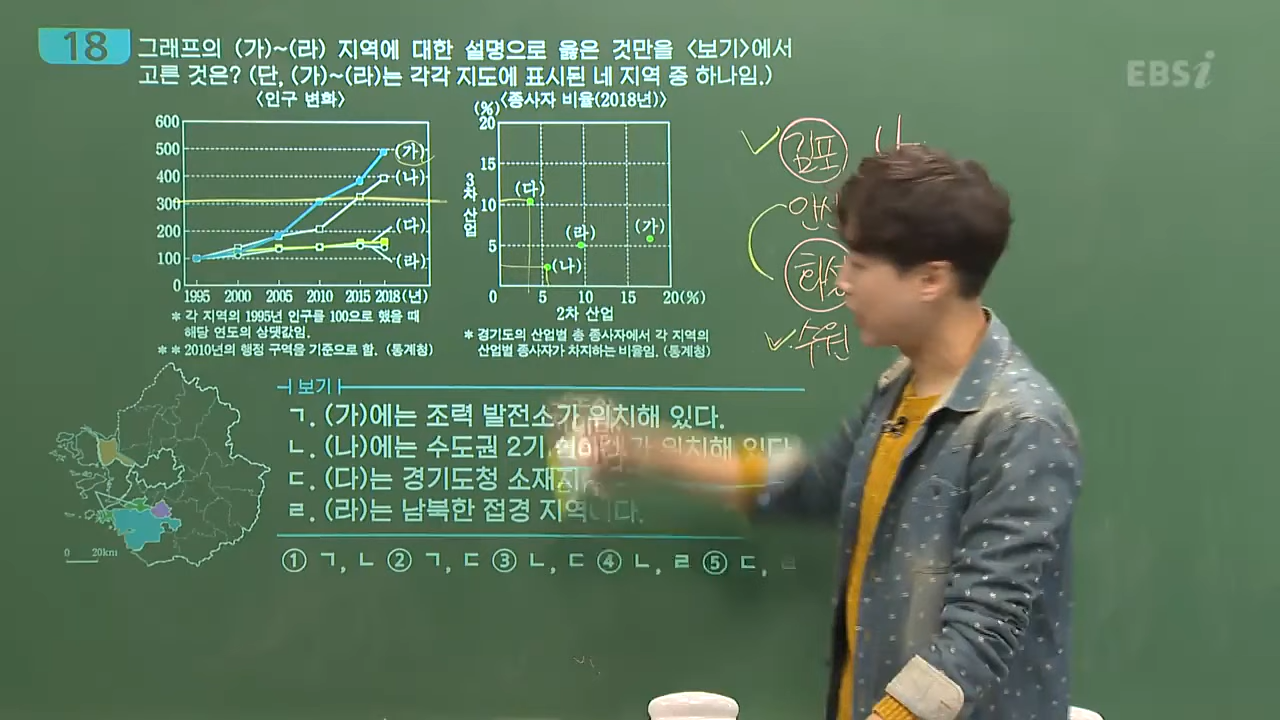 18
그래프의 (가)~(라) 지역에 대한 설명으로 옳은 것만을 <보기>에서
고른 것은? (단, (가)~(라)는 각각 지도에 표시된 네 지역 중 하나임.)
EBSi
<인구 변화>
600
500
400
300
200
100
0
(가)
(나)
(다)
(라)
1995 2000 2005 2010 2015 2018(년)
* 각 지역의 1995년 인구를 100으로 했을 때
해당 연도의 상댓값임.
* * 2010년의 행정 구역을 기준으로 함. (통계청)
<종사자 비율(2018년)>
(%)
20
15
10
5
0
3차 산업
(다)
(라)
(가)
(나)
5 10 15 20(%)
2차 산업
* 경기도의 산업별 총 종사자에서 각 지역의
산업별 종사자가 차지하는 비율임. (통계청)
김포 나
수원
0 20km
보기
ㄱ. (가)에는 조력 발전소가 위치해 있다.
ㄴ. (나)에는 수도권 2기 가 위치해 있다
ㄷ. (다)는 경기도청
ㄹ. (라)는 남북한 접경 지역
① ㄱ, ㄴ ② ㄱ, ㄷ ③ ㄴ, ㄷ ④ ㄴ, ㄹ ⑤ ㄷ, ㄹ